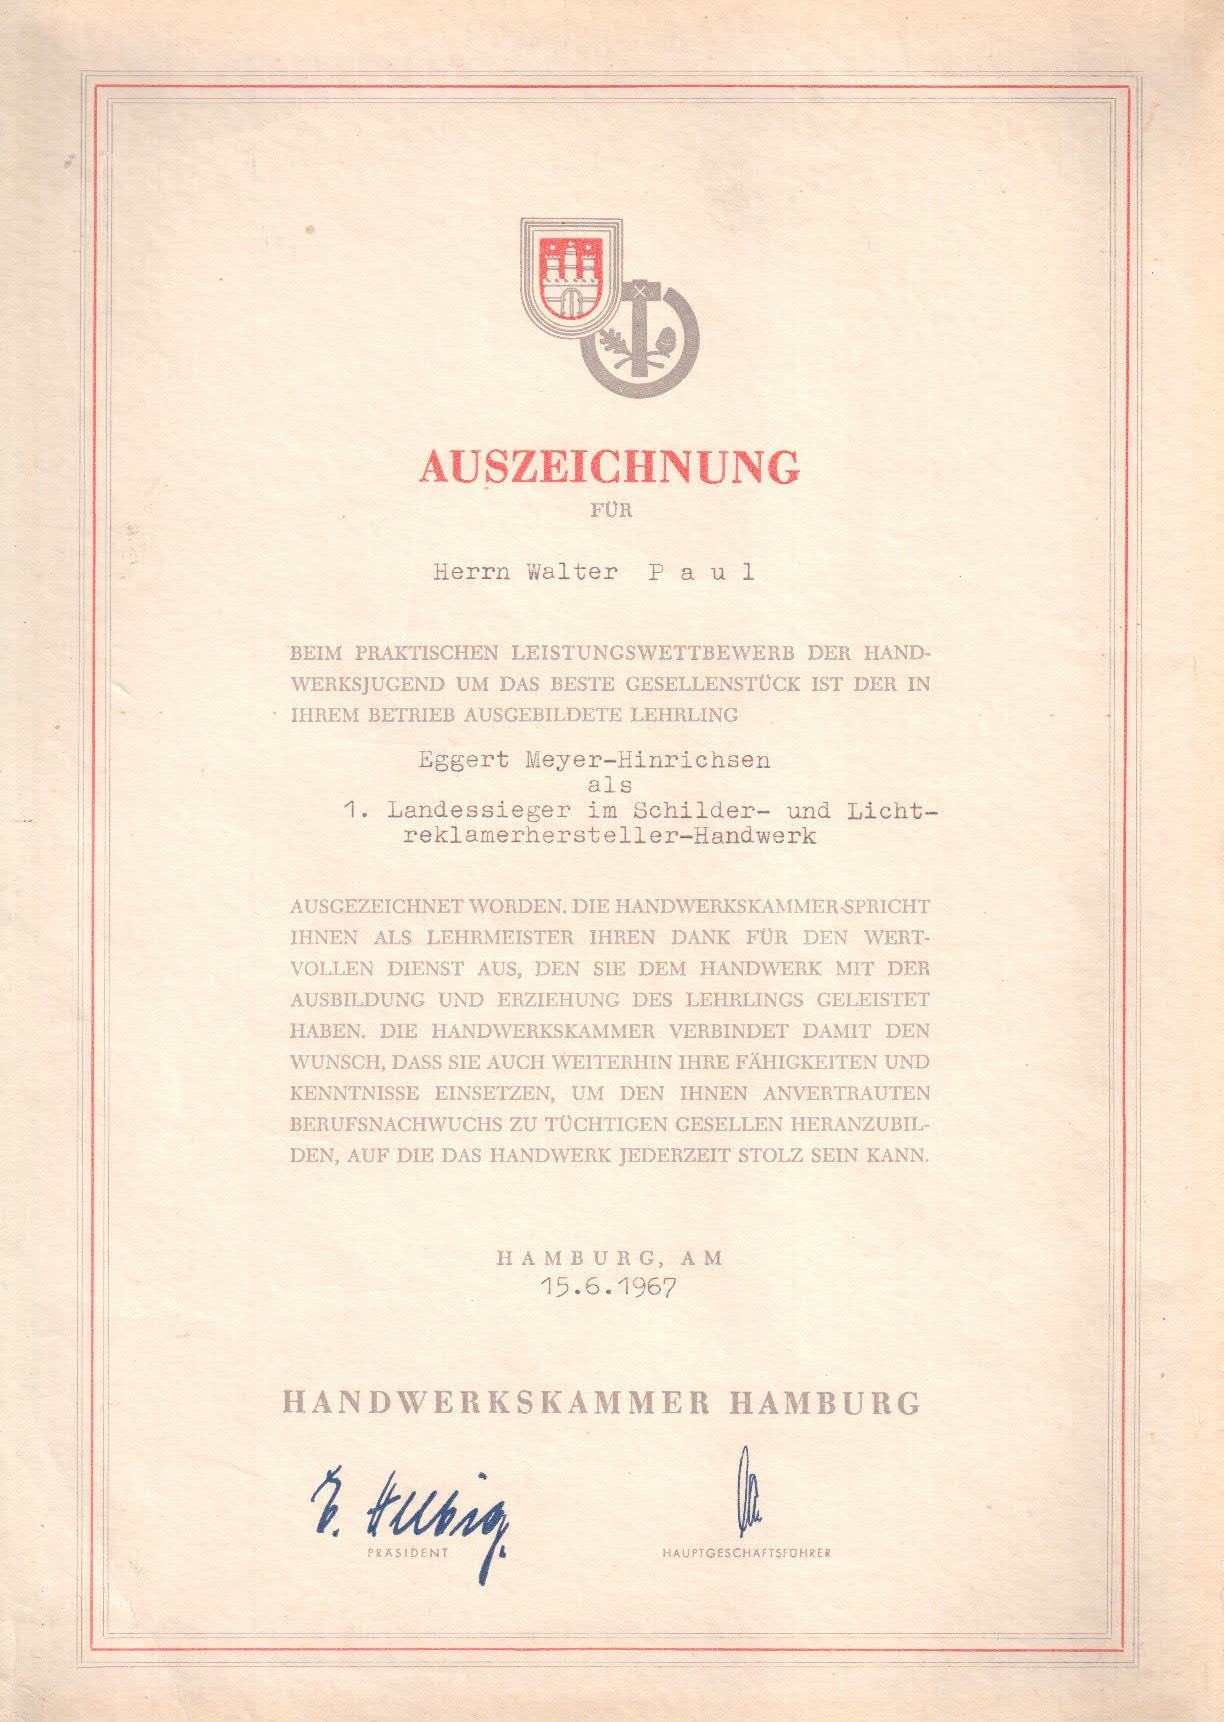 AUSZEICHNUNG
FÜR
Herrn Walter P a u l
BEIM PRAKTISCHEN LEISTUNGSWETTBEWERB DER HAND-
WERKSJUGEND UM DAS BESTE GESELLENSTÜCK IST DER IN
IHREM BETRIEB AUSGEBILDETE LEHRLING
Eggert Meyer-Hinrichsen
als
1. Landessieger im Schilder- und Licht-
reklamerhersteller-Handwerk
AUSGEZEICHNET WORDEN. DIE HANDWERKSKAMMER SPRICHT
IHNEN ALS LEHRMEISTER IHREN DANK FÜR DEN WERT-
VOLLEN DIENST AUS, DEN SIE DEM HANDWERK MIT DER
AUSBILDUNG UND ERZIEHUNG DES LEHRLINGS GELEISTET
HABEN. DIE HANDWERKSKAMMER VERBINDET DAMIT DEN
WUNSCH, DASS SIE AUCH WEITERHIN IHRE FÄHIGKEITEN UND
KENNTNISSE EINSETZEN, UM DEN IHNEN ANVERTRAUTEN
BERUFSNACHWUCHS ZU TÜCHTIGEN GESELLEN HERANZUBIL-
DEN, AUF DIE DAS HANDWERK JEDERZEIT STOLZ SEIN KANN.
HAMBURG, AM
15.6.1967
HANDWERKSKAMMER HAMBURG
PRÄSIDENT
HAUPTGESCHÄFTSFÜHRER